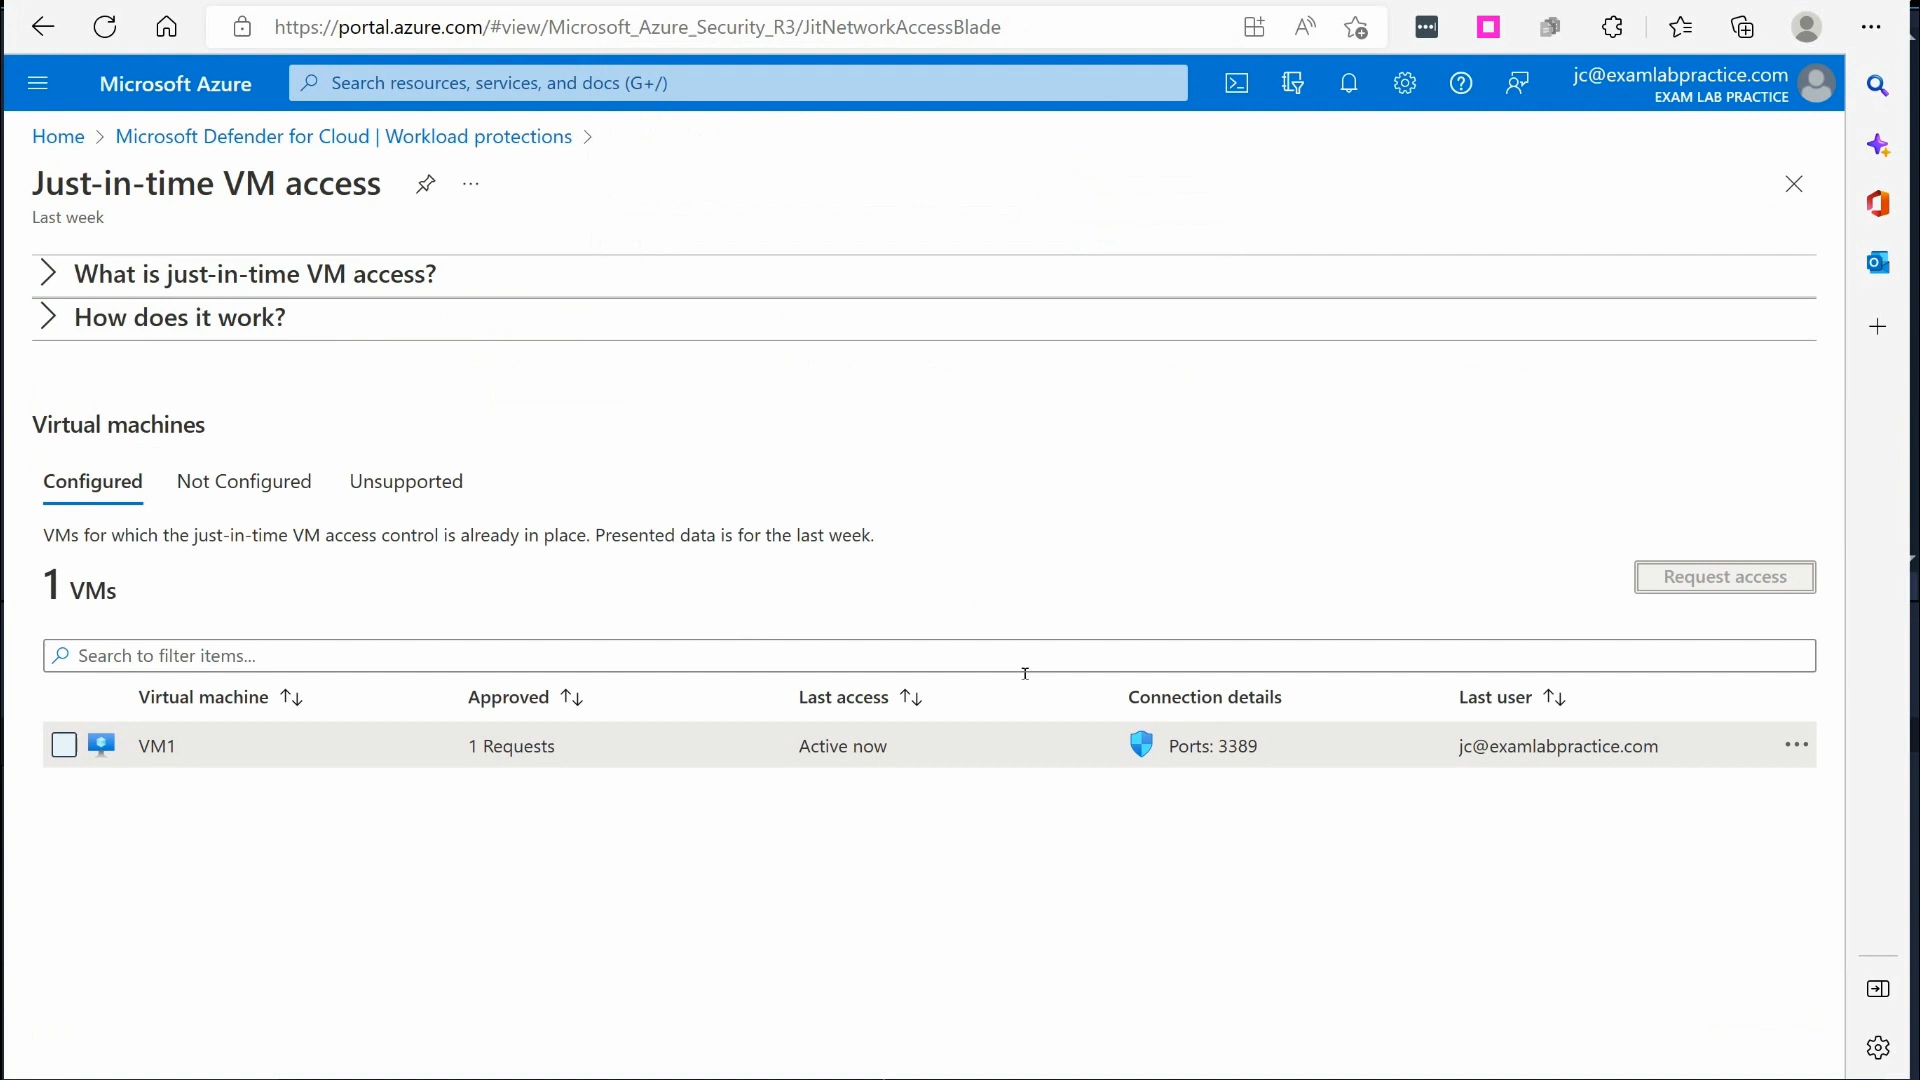 https://portal.azure.com/#view/Microsoft_Azure_Security_R3/JitNetworkAccessBlade
Microsoft Azure
Search resources, services, and docs (G+/)
jc@examlabpractice.com
EXAM LAB PRACTICE
Home > Microsoft Defender for Cloud | Workload protections >
Just-in-time VM access
Last week
What is just-in-time VM access?
How does it work?
Virtual machines
Configured Not Configured Unsupported
VMs for which the just-in-time VM access control is already in place. Presented data is for the last week.
1 VMs
Request access
Search to filter items...
Virtual machine Approved Last access Connection details Last user
VM1 1 Requests Active now Ports: 3389 jc@examlabpractice.com